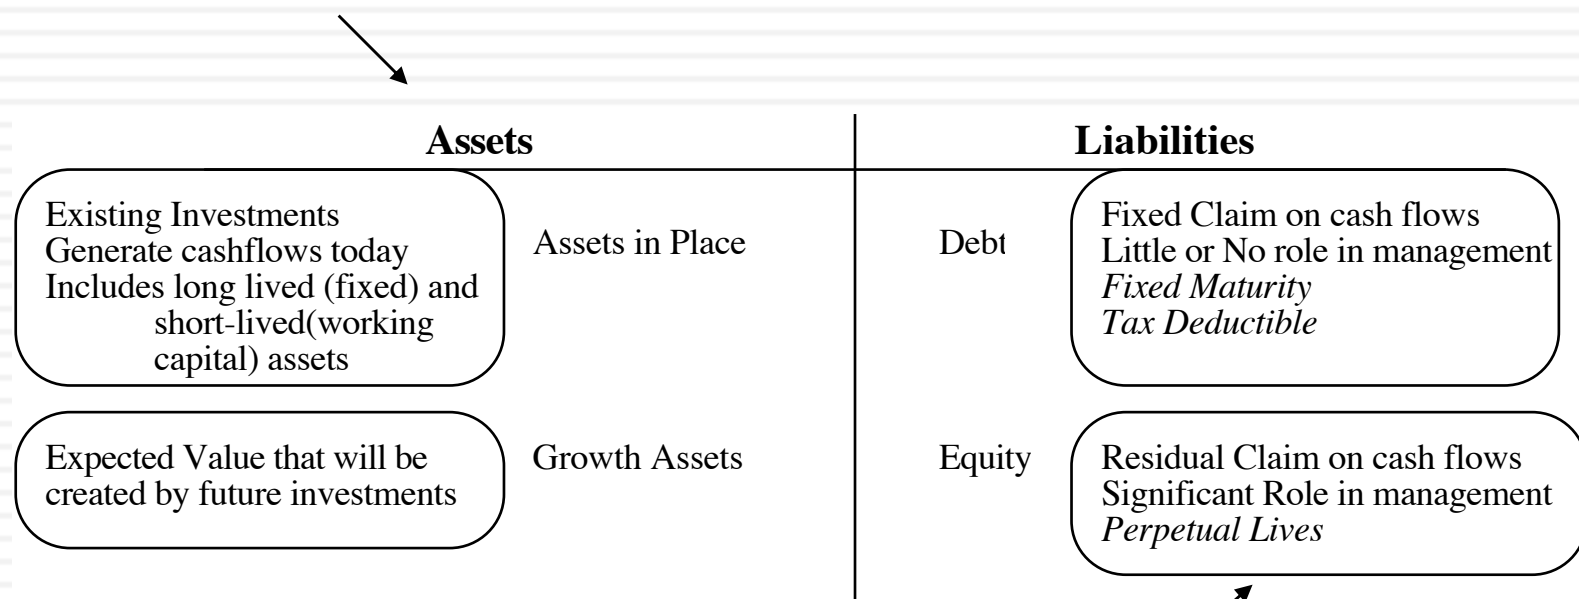 Assets
Liabilities
Existing Investments
Generate cashflows today
Includes long lived (fixed) and
short-lived(working
capital) assets
Assets in Place
Debt
Fixed Claim on cash flows
Little or No role in management
Fixed Maturity
Tax Deductible
Expected Value that will be
created by future investments
Growth Assets
Equity
Residual Claim on cash flows
Significant Role in management
Perpetual Lives